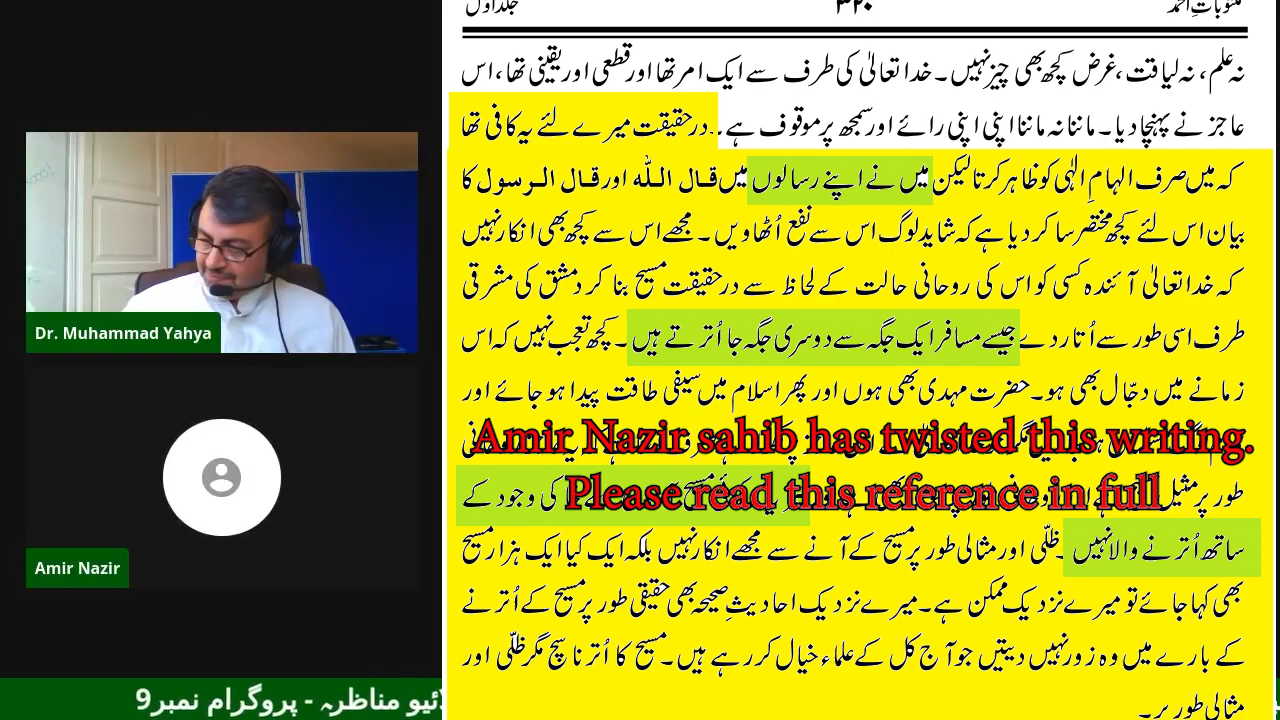 مکتوباتِ احمد ۳۲۰ جلد اول
نہ علم، نہ لیاقت، غرض کچھ بھی چیز نہیں۔ خدا تعالیٰ کی طرف سے ایک امر تھا اور قطعی اور یقینی تھا، اس
عاجز نے پہنچا دیا۔ ماننا نہ ماننا اپنی اپنی رائے اور سمجھ پر موقوف ہے۔ درحقیقت میرے لئے یہ کافی تھا
کہ میں صرف الہامِ الٰہی کو ظاہر کرتا لیکن میں نے اپنے رسالوں میں قال اللّٰہ اور قال الرسول کا
بیان اس لئے کچھ مختصر سا کر دیا ہے کہ شاید لوگ اس سے نفع اُٹھاویں۔ مجھے اس سے کچھ بھی انکار نہیں
کہ خدا تعالیٰ آئندہ کسی کو اس کی روحانی حالت کے لحاظ سے درحقیقت مسیح بنا کر دمشق کی مشرقی
طرف اسی طور سے اُتار دے جیسے مسافر ایک جگہ سے دوسری جگہ جا اُترتے ہیں۔ کچھ تعجب نہیں کہ اس
زمانے میں دجّال بھی ہو۔ حضرت مہدی بھی ہوں اور پھر اسلام میں سیفی طاقت پیدا ہو جائے اور
Amir Nazir sahib has twisted this writing.
طور پر مثیل
کی وجود کے
Please read this reference in full
ساتھ اُترنے والا نہیں۔ ظلّی اور مثالی طور پر مسیح کے آنے سے مجھے انکار نہیں بلکہ ایک کیا ایک ہزار مسیح
بھی کہا جائے تو میرے نزدیک ممکن ہے۔ میرے نزدیک احادیثِ صحیحہ بھی حقیقی طور پر مسیح کے اُترنے
کے بارے میں وہ زور نہیں دیتیں جو آج کل کے علماء خیال کر رہے ہیں۔ مسیح کا اُترنا سچ مگر ظلّی اور
مثالی طور پر۔
Dr. Muhammad Yahya
Amir Nazir
لائیو مناظرہ - پروگرام نمبر9